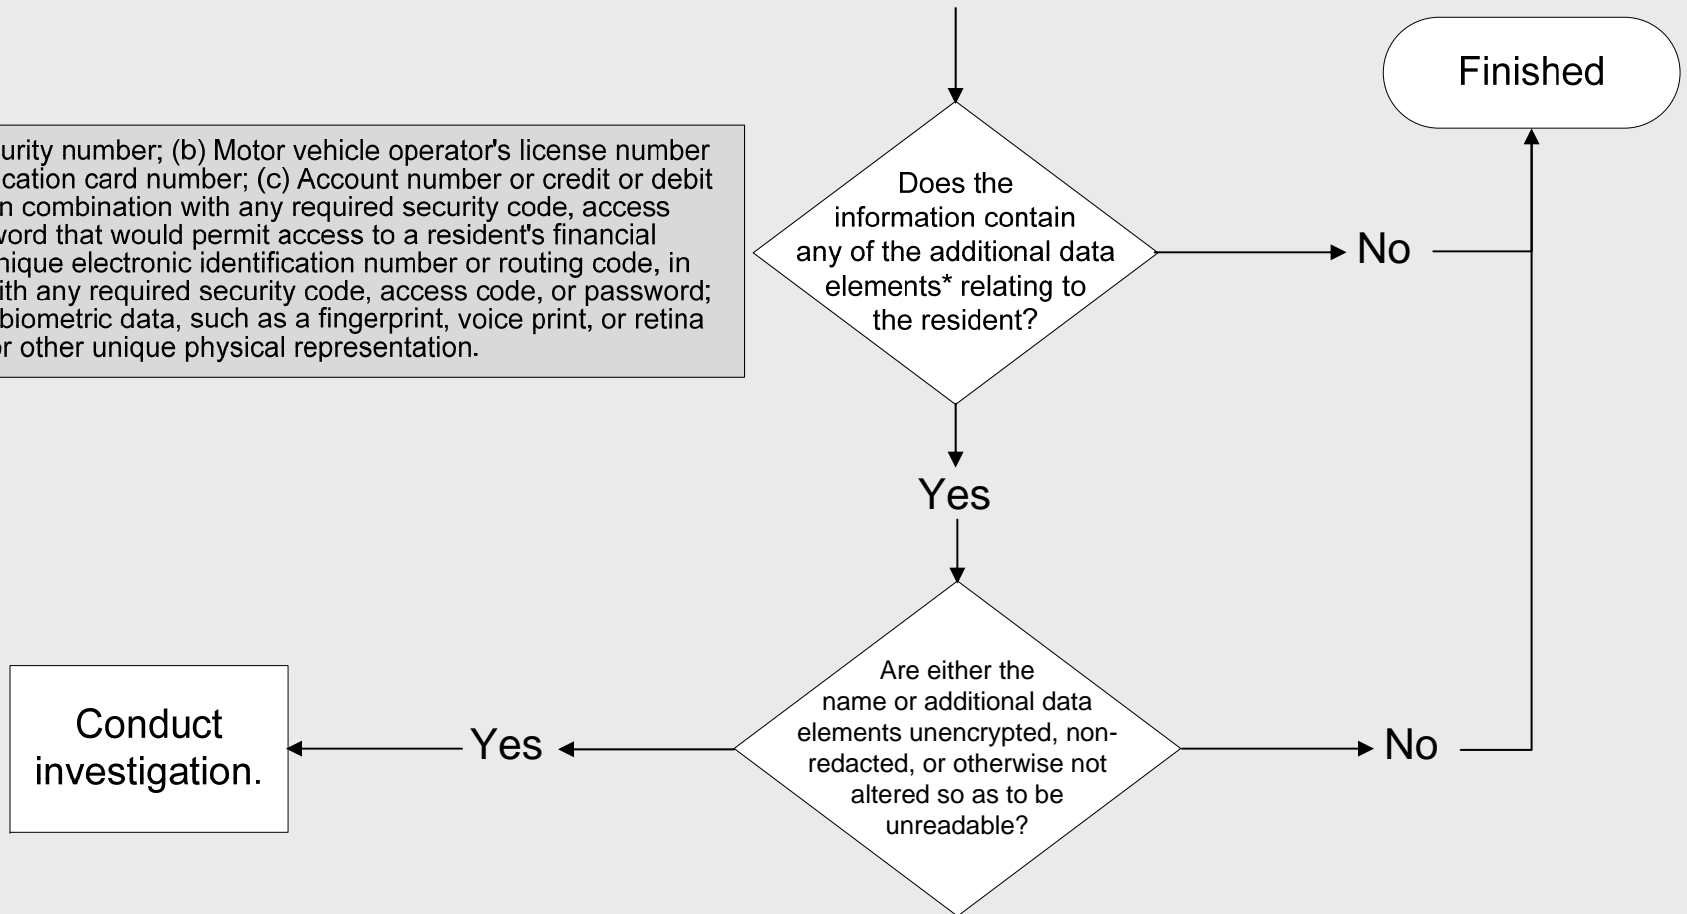 Finished
urity number; (b) Motor vehicle operator's license number
ication card number; (c) Account number or credit or debit
n combination with any required security code, access
word that would permit access to a resident's financial
nique electronic identification number or routing code, in
ith any required security code, access code, or password;
biometric data, such as a fingerprint, voice print, or retina
or other unique physical representation.
Does the
information contain
any of the additional data
elements* relating to
the resident?
No
Yes
Are either the
name or additional data
elements unencrypted, non-
redacted, or otherwise not
altered so as to be
unreadable?
Yes
No
Conduct
investigation.